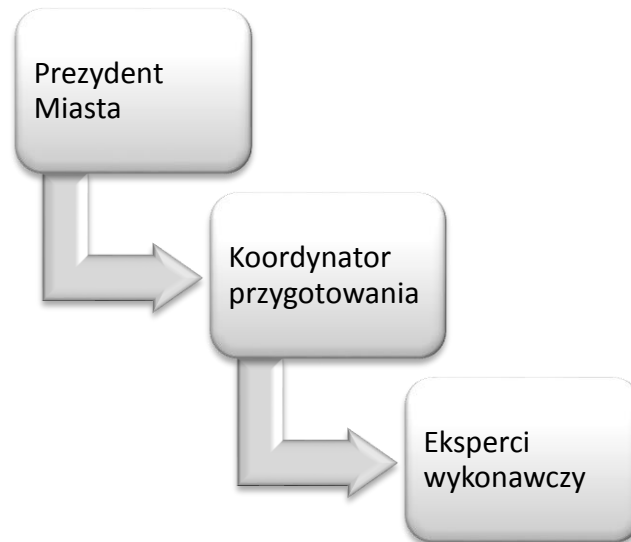 Prezydent
Miasta
Koordynator
przygotowania
Eksperci
wykonawczy